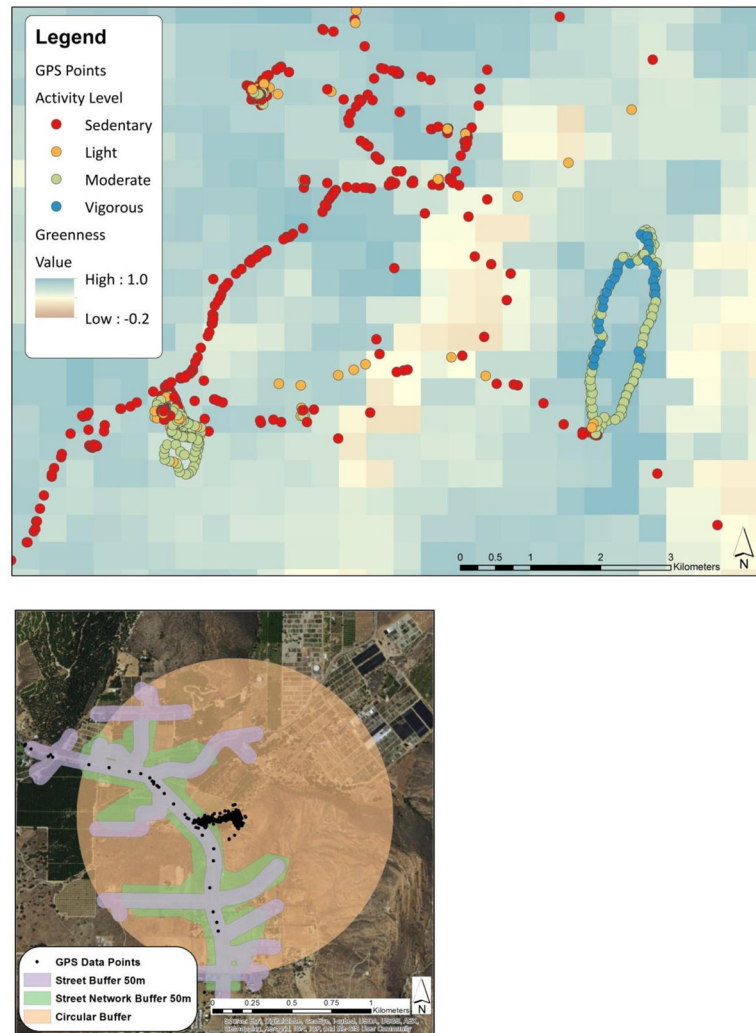 Legend
GPS Points
Activity Level
Sedentary
Light
Moderate
Vigorous
Greenness
Value
High : 1.0
Low : -0.2
0 0.5 1 2 3
Kilometers
N
GPS Data Points
Street Buffer 50m
Street Network Buffer 50m
Circular Buffer
0 0.25 0.5 1
Kilometers
N